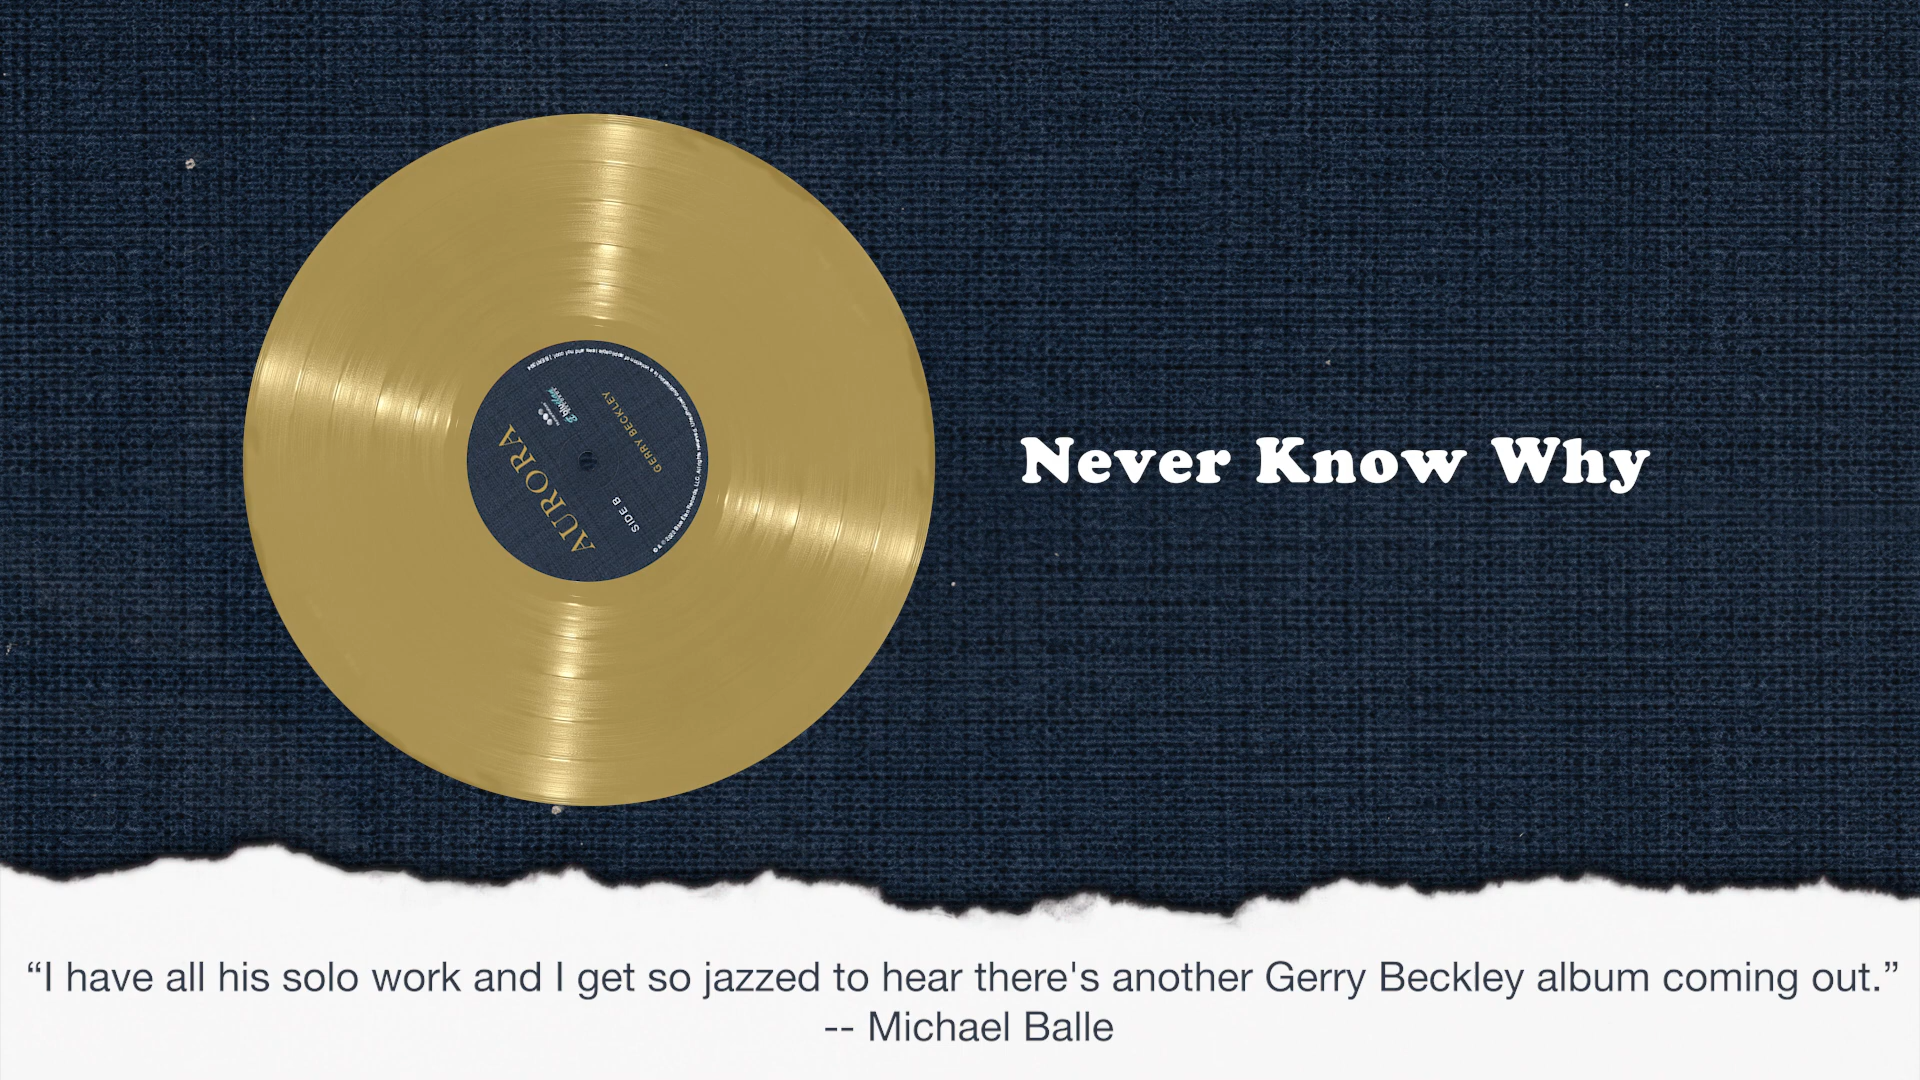 AURORA
GERRY BECKLEY
SIDE B
Never Know Why
“I have all his solo work and I get so jazzed to hear there's another Gerry Beckley album coming out.”
-- Michael Balle